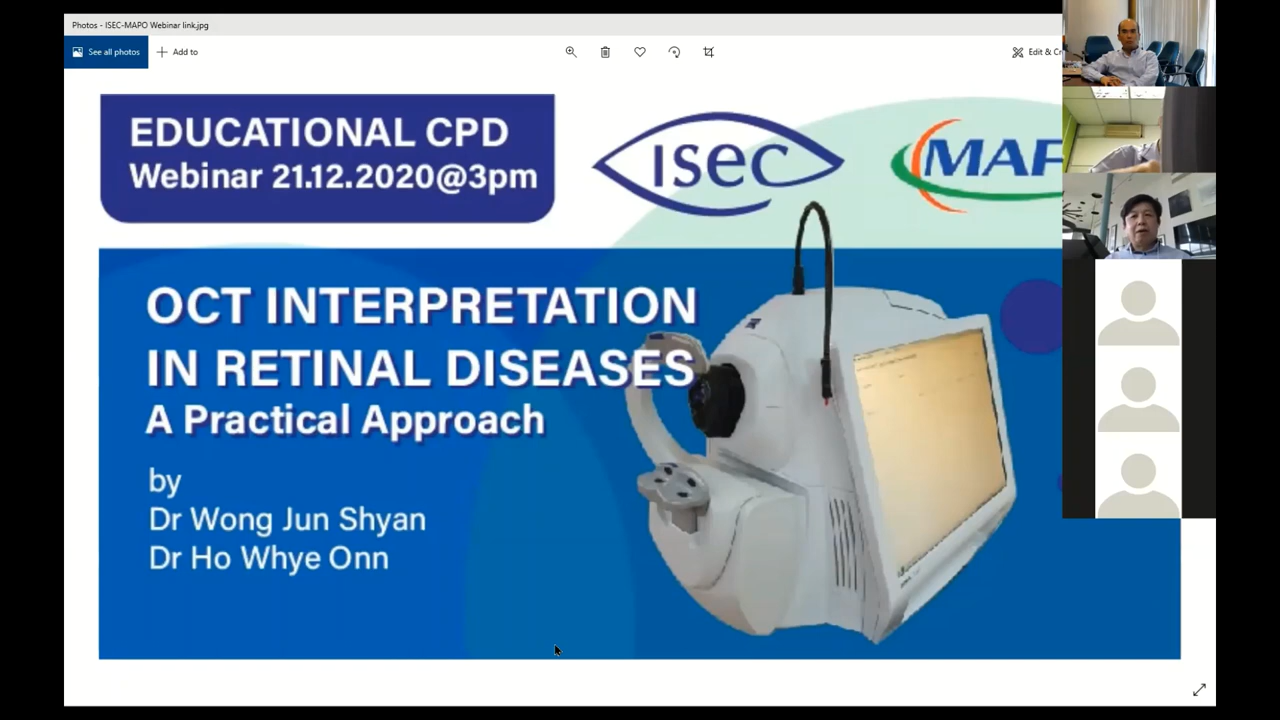 Photos - ISEC-MAPO Webinar link.jpg
See all photos
Add to
Edit & Cr
EDUCATIONAL CPD
Webinar 21.12.2020@3pm
ISEC
MAP
OCT INTERPRETATION
IN RETINAL DISEASES
A Practical Approach
by
Dr Wong Jun Shyan
Dr Ho Whye Onn